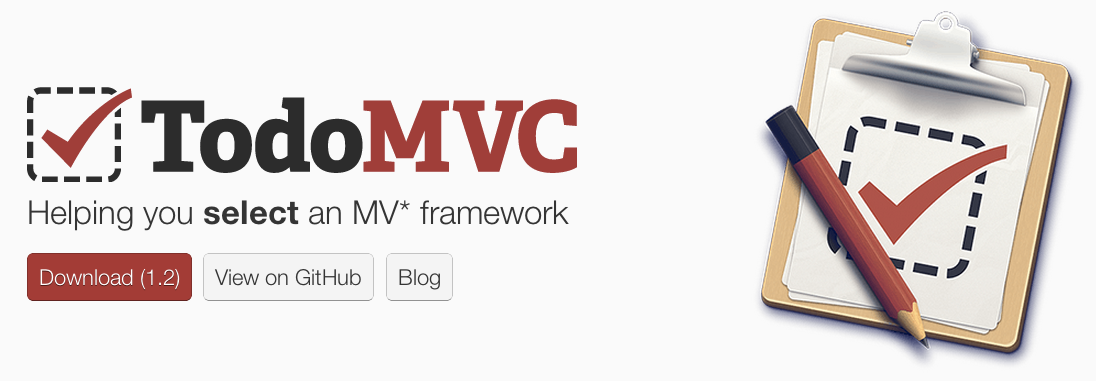 TodoMVC
Helping you select an MV* framework
Download (1.2)
View on GitHub
Blog